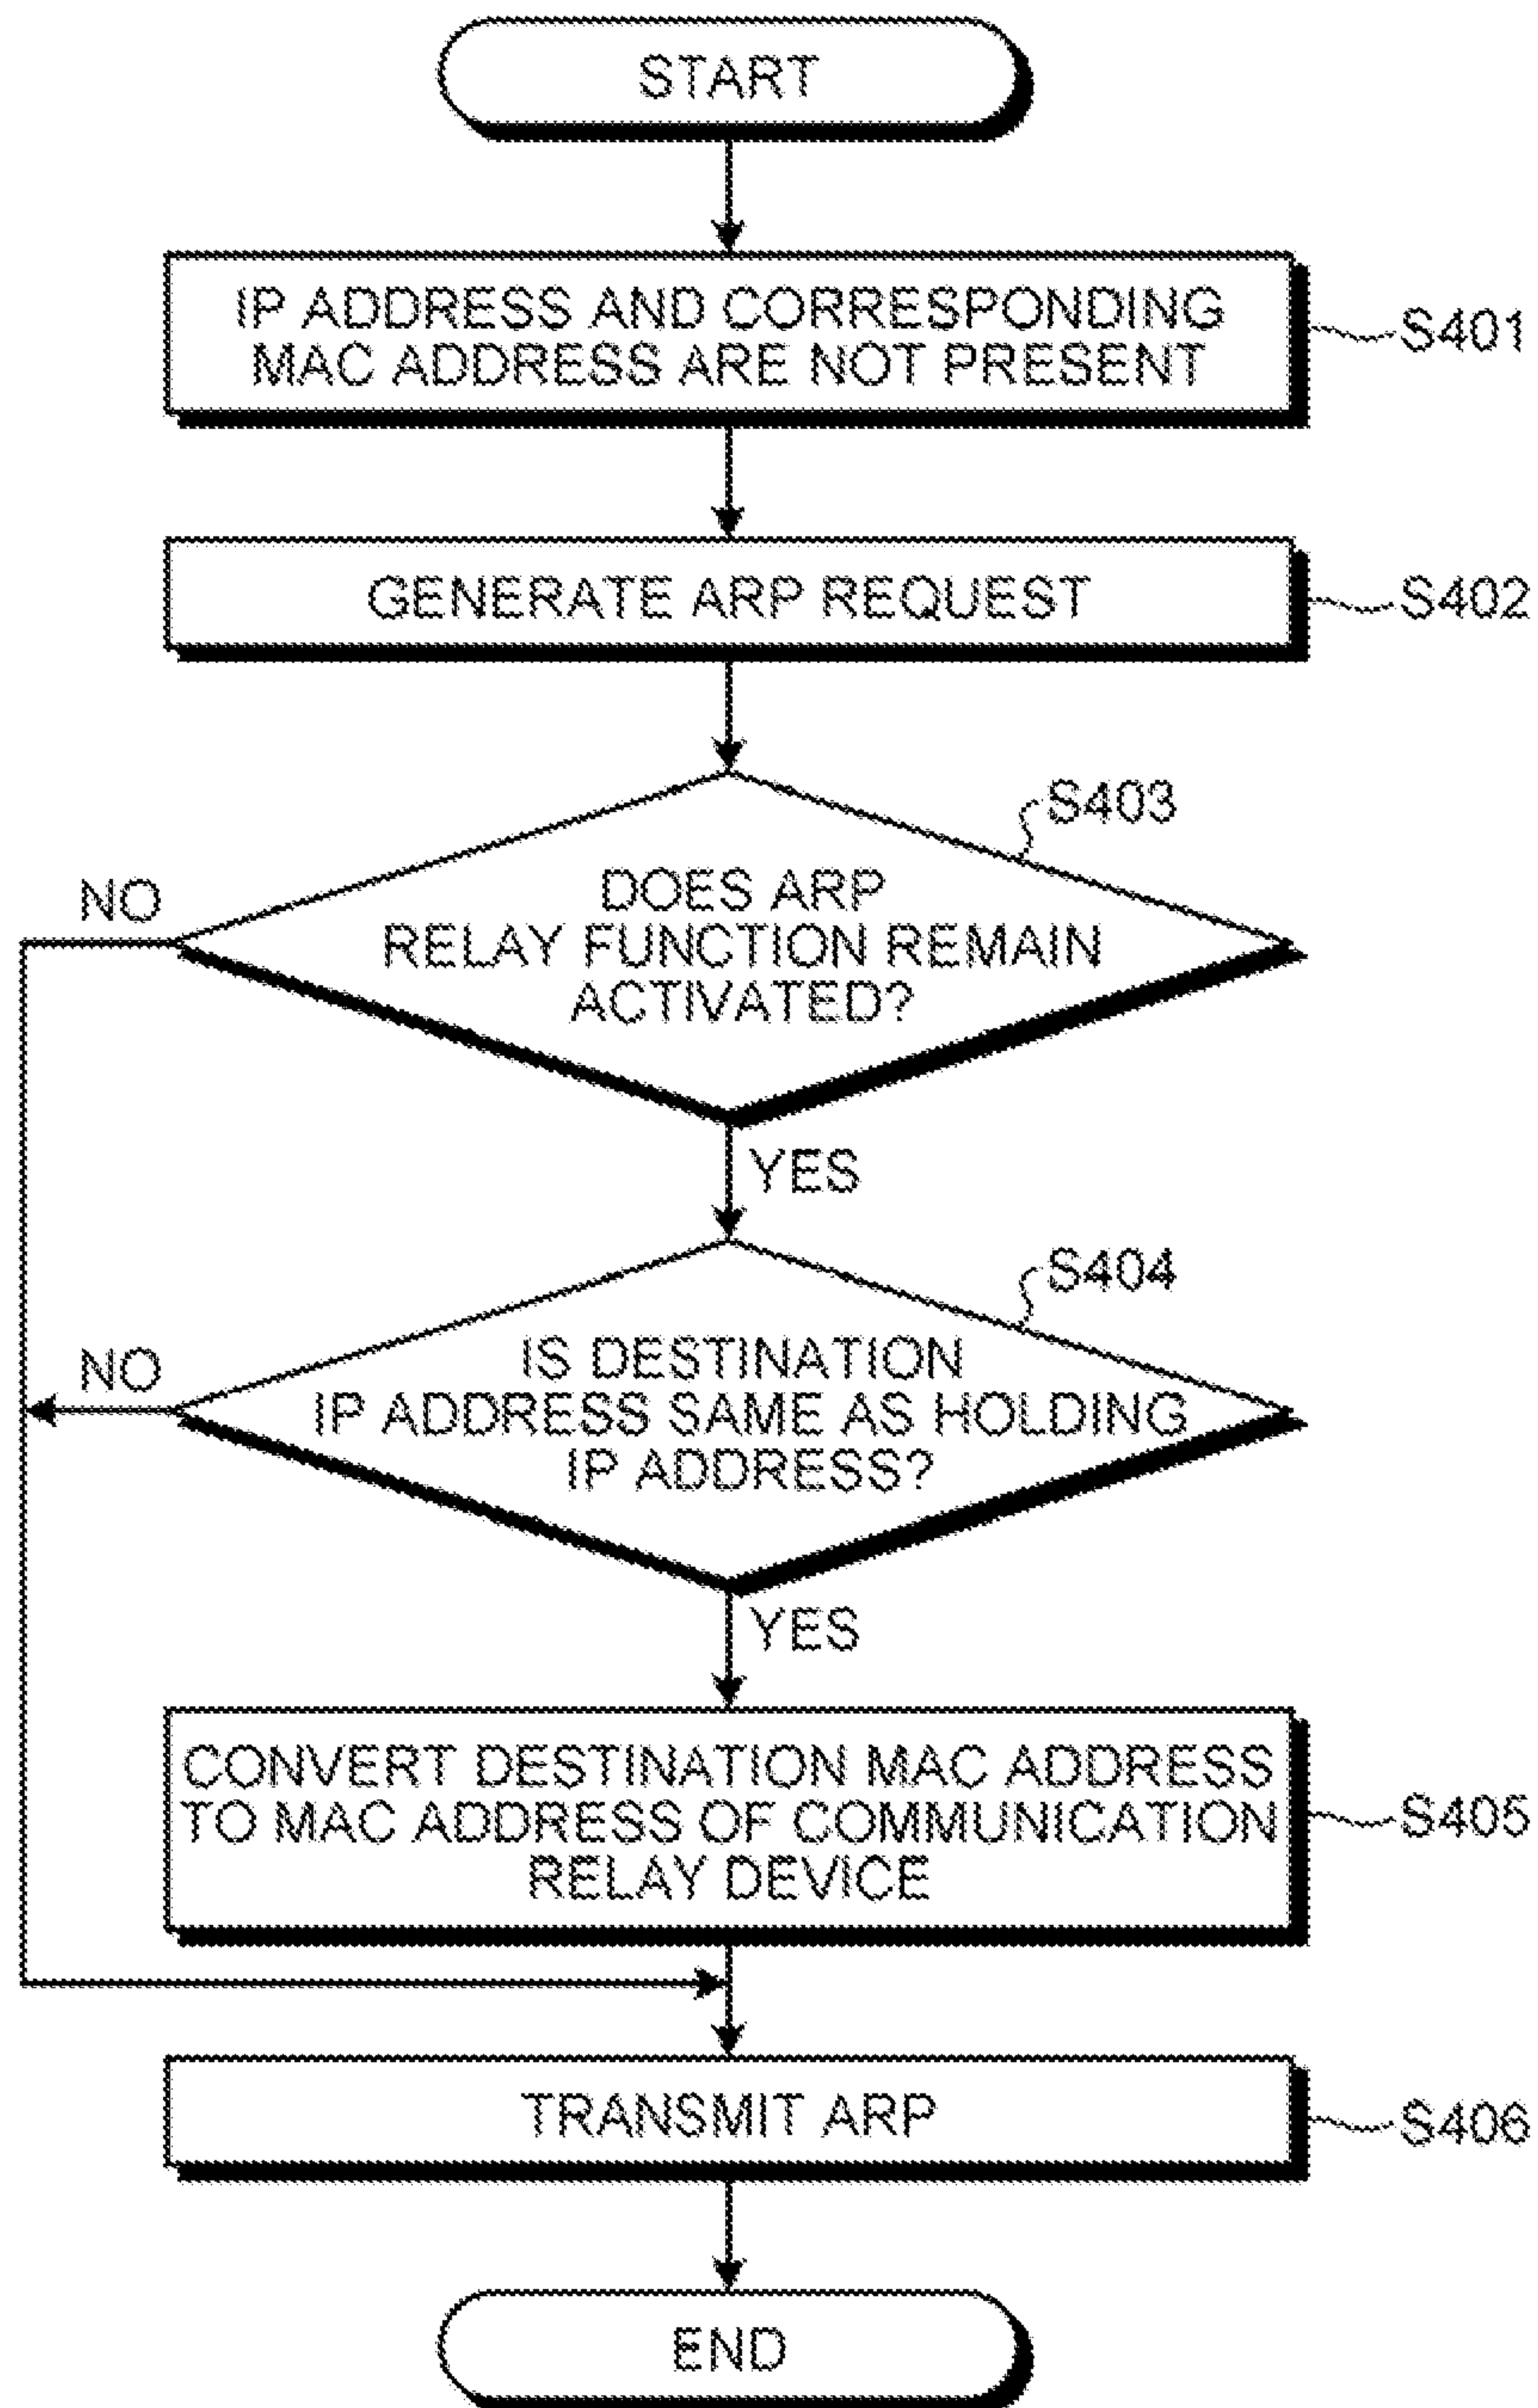 START
IP ADDRESS AND CORRESPONDING
MAC ADDRESS ARE NOT PRESENT
S401
GENERATE ARP REQUEST
S402
S403
DOES ARP
RELAY FUNCTION REMAIN
ACTIVATED?
NO
YES
S404
IS DESTINATION
IP ADDRESS SAME AS HOLDING
IP ADDRESS?
NO
YES
CONVERT DESTINATION MAC ADDRESS
TO MAC ADDRESS OF COMMUNICATION
RELAY DEVICE
S405
TRANSMIT ARP
S406
END